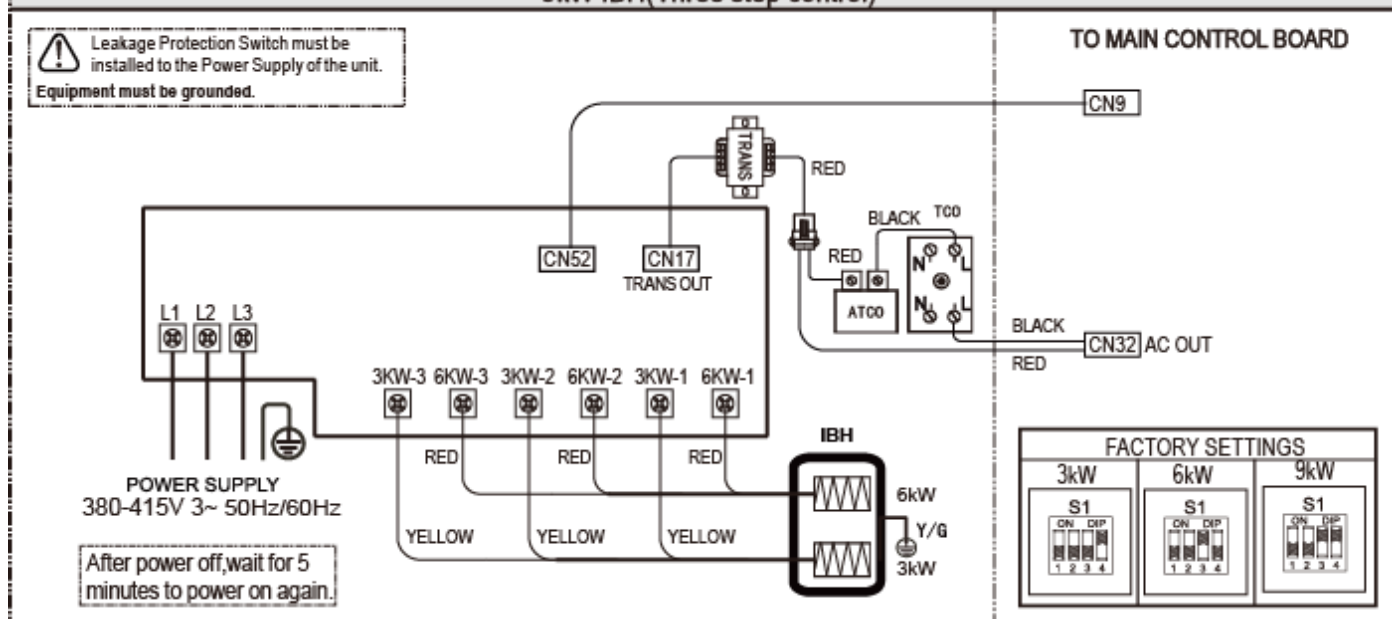 9kW IBH(Three step control)
Leakage Protection Switch must be
installed to the Power Supply of the unit.
Equipment must be grounded.
TO MAIN CONTROL BOARD
CN9
TRANS
RED
BLACK
TCO
CN52
CN17
TRANS OUT
RED
N
L
ATCO
N
L
L1 L2 L3
BLACK
CN32 AC OUT
RED
3KW-3 6KW-3 3KW-2 6KW-2 3KW-1 6KW-1
IBH
RED
RED
RED
POWER SUPPLY
380-415V 3~ 50Hz/60Hz
6kW
Y/G
3kW
YELLOW
YELLOW
YELLOW
After power off,wait for 5
minutes to power on again.
FACTORY SETTINGS
3kW 6kW 9kW
S1
ON DIP
1 2 3 4
S1
ON DIP
1 2 3 4
S1
ON DIP
1 2 3 4